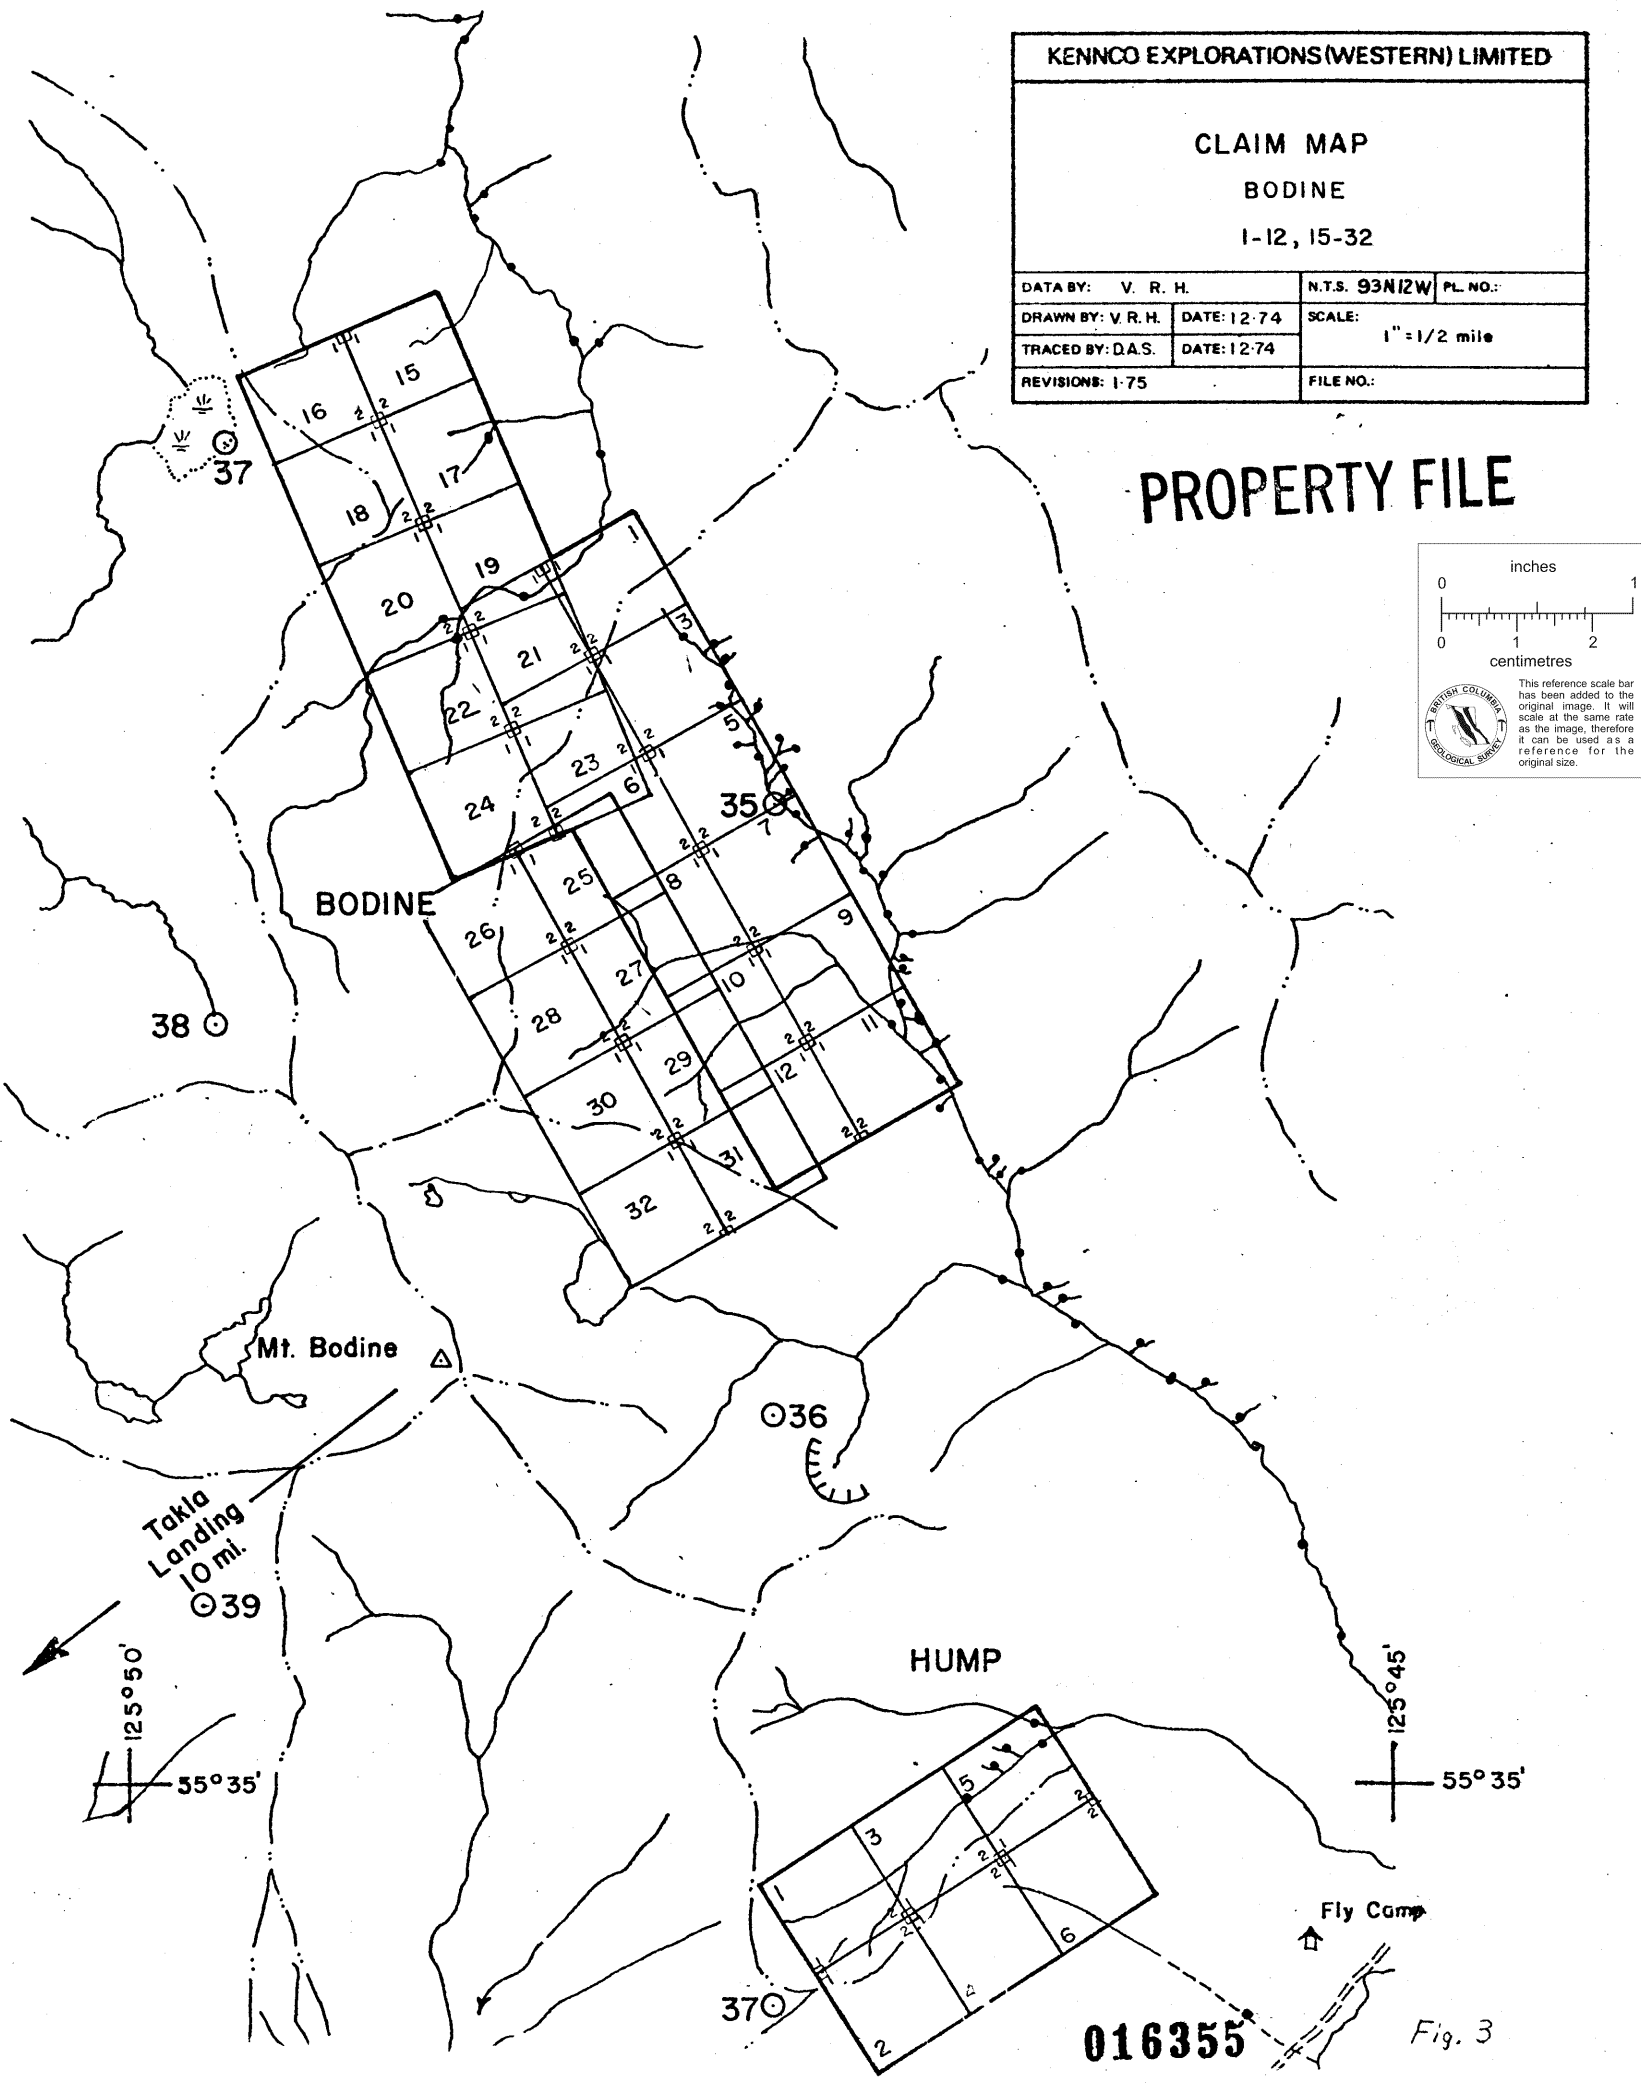 KENNCO EXPLORATIONS (WESTERN) LIMITED
CLAIM MAP
BODINE
1-12, 15-32
DATA BY: V. R. H.
N.T.S. 93N12W
PL. NO.:
DRAWN BY: V. R. H.
DATE: 12·74
SCALE:
1" = 1/2 mile
TRACED BY: D.A.S.
DATE: 12·74
REVISIONS: 1·75
FILE NO.:
PROPERTY FILE
inches
0 1
0 1 2
centimetres
BRITISH COLUMBIA
GEOLOGICAL SURVEY
This reference scale bar
has been added to the
original image. It will
scale at the same rate
as the image, therefore
it can be used as a
reference for the
original size.
15
16
37
17
18
19
20
1
3
21
22
5
23
6
24
35
7
BODINE
25
8
26
9
27
10
28
38
11
29
12
30
31
32
Mt. Bodine
36
Takla
Landing
10 mi.
39
125°50'
55°35'
HUMP
125°45'
55°35'
5
3
1
6
4
2
37
Fly Camp
016355
Fig. 3